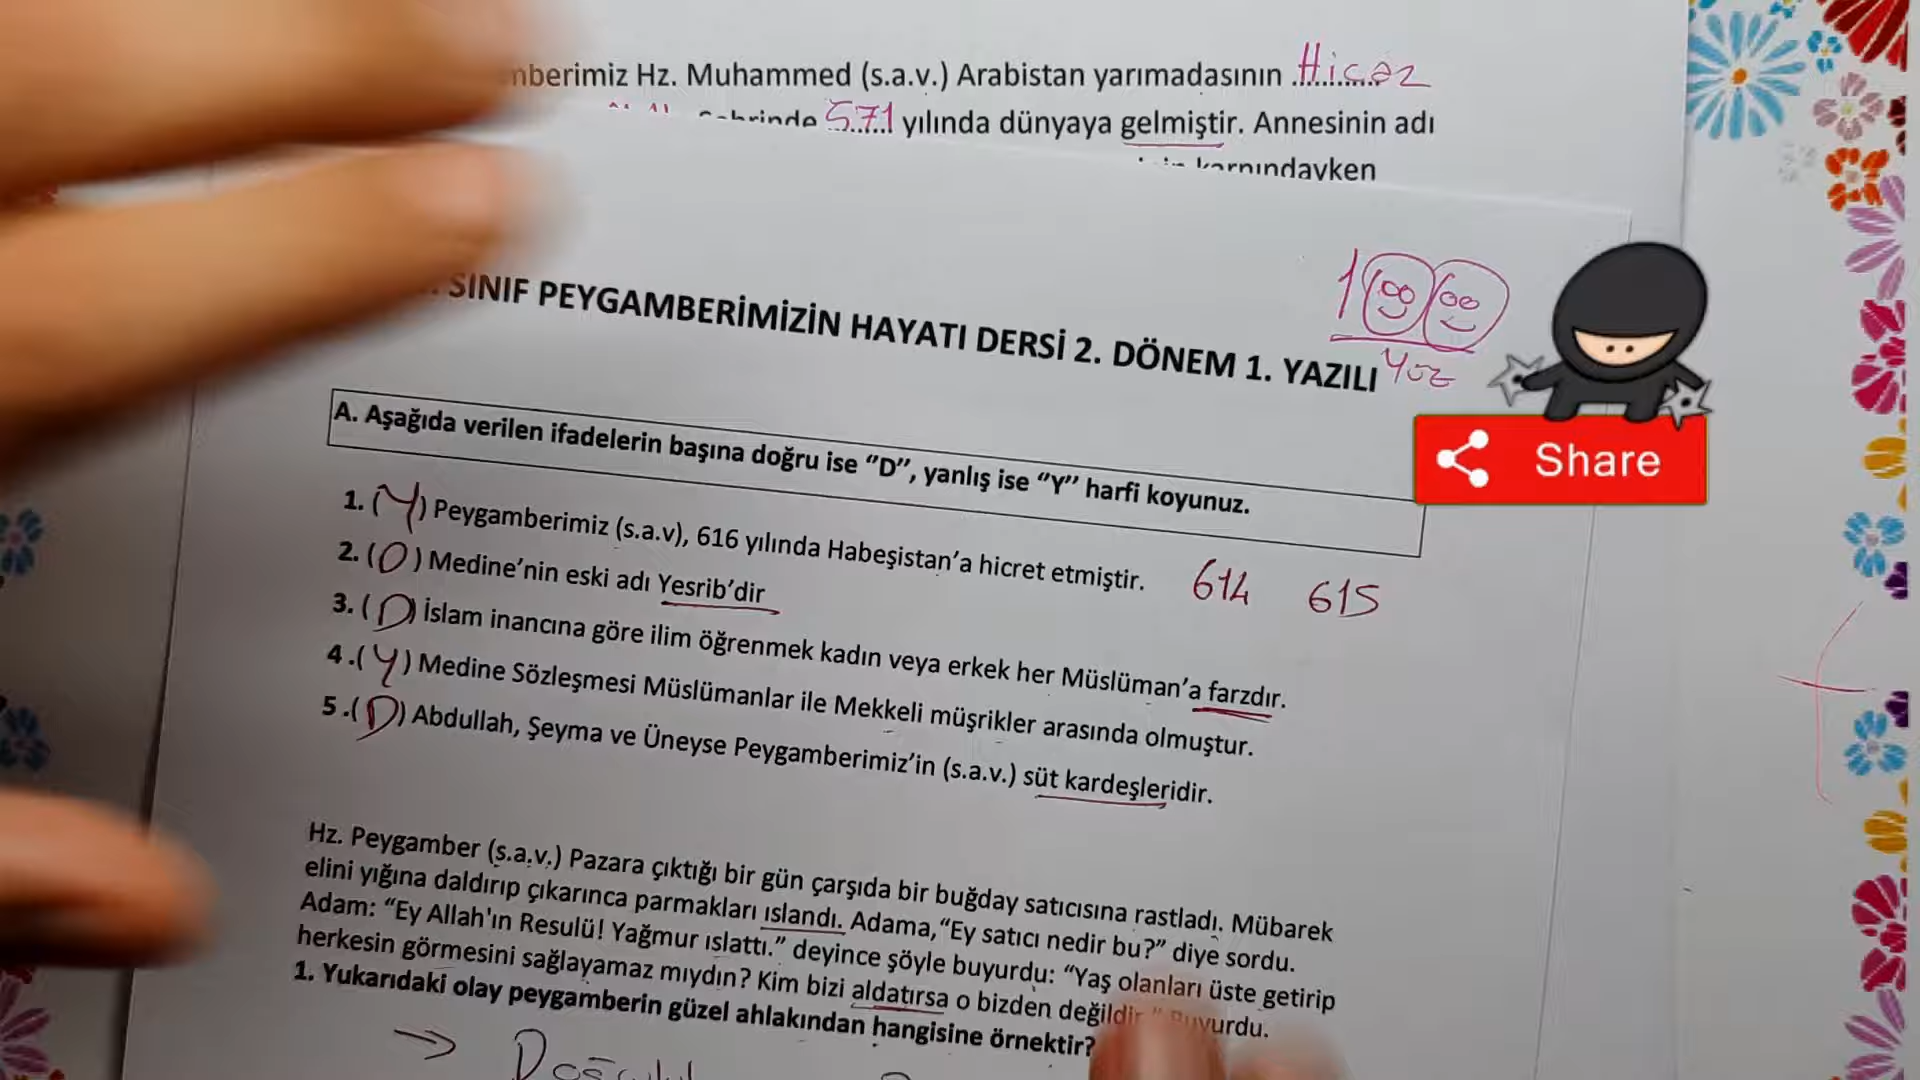 Hz. Muhammed (s.a.v.) Arabistan yarımadasının Hicaz
571 yılında dünyaya gelmiştir. Annesinin adı
karnındayken
100
Yüz
SINIF PEYGAMBERİMİZİN HAYATI DERSİ 2. DÖNEM 1. YAZILI
Share
A. Aşağıda verilen ifadelerin başına doğru ise “D”, yanlış ise “Y” harfi koyunuz.
1. (Y) Peygamberimiz (s.a.v), 616 yılında Habeşistan’a hicret etmiştir. 614 615
2. (D) Medine’nin eski adı Yesrib’dir
3. (D) İslam inancına göre ilim öğrenmek kadın veya erkek her Müslüman’a farzdır.
4 .(Y) Medine Sözleşmesi Müslümanlar ile Mekkeli müşrikler arasında olmuştur.
5 .(D) Abdullah, Şeyma ve Üneyse Peygamberimiz’in (s.a.v.) süt kardeşleridir.
Hz. Peygamber (s.a.v.) Pazara çıktığı bir gün çarşıda bir buğday satıcısına rastladı. Mübarek
elini yığına daldırıp çıkarınca parmakları ıslandı. Adama,“Ey satıcı nedir bu?” diye sordu.
Adam: “Ey Allah'ın Resulü! Yağmur ıslattı.” deyince şöyle buyurdu: “Yaş olanları üste getirip
herkesin görmesini sağlayamaz mıydın? Kim bizi aldatırsa o bizden değildir.” Buyurdu.
1. Yukarıdaki olay peygamberin güzel ahlakından hangisine örnektir?